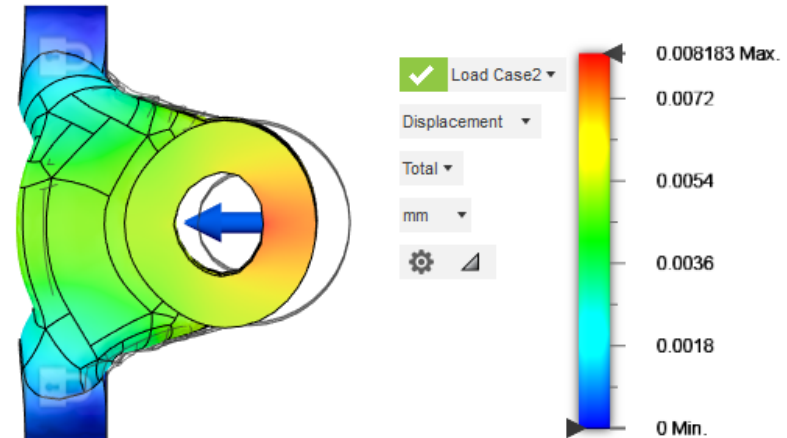 Load Case2
Displacement
Total
mm
0.008183 Max.
0.0072
0.0054
0.0036
0.0018
0 Min.